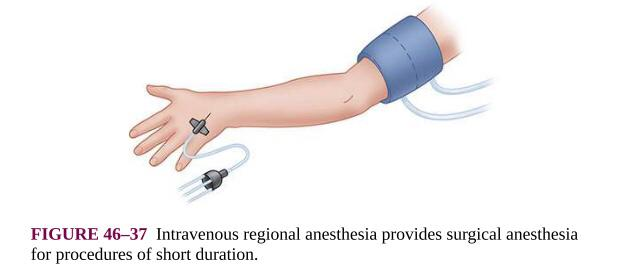 FIGURE 46–37 Intravenous regional anesthesia provides surgical anesthesia
for procedures of short duration.